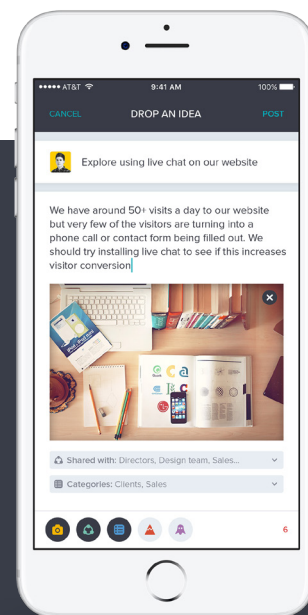 AT&T 9:41 AM 100%
CANCEL DROP AN IDEA POST
Explore using live chat on our website
We have around 50+ visits a day to our website
but very few of the visitors are turning into a
phone call or contact form being filled out. We
should try installing live chat to see if this increases
visitor conversion
Shared with: Directors, Design team, Sales...
Categories: Clients, Sales
6